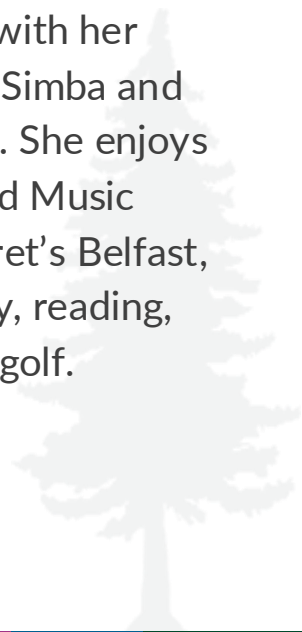 with her
Simba and
. She enjoys
d Music
ret’s Belfast,
y, reading,
golf.